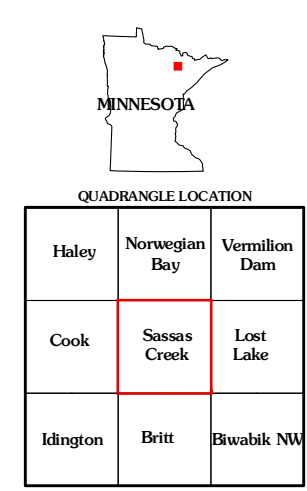 MINNESOTA
QUADRANGLE LOCATION
Haley
Norwegian
Bay
Vermilion
Dam
Cook
Sassas
Creek
Lost
Lake
Idington
Britt
Biwabik NW